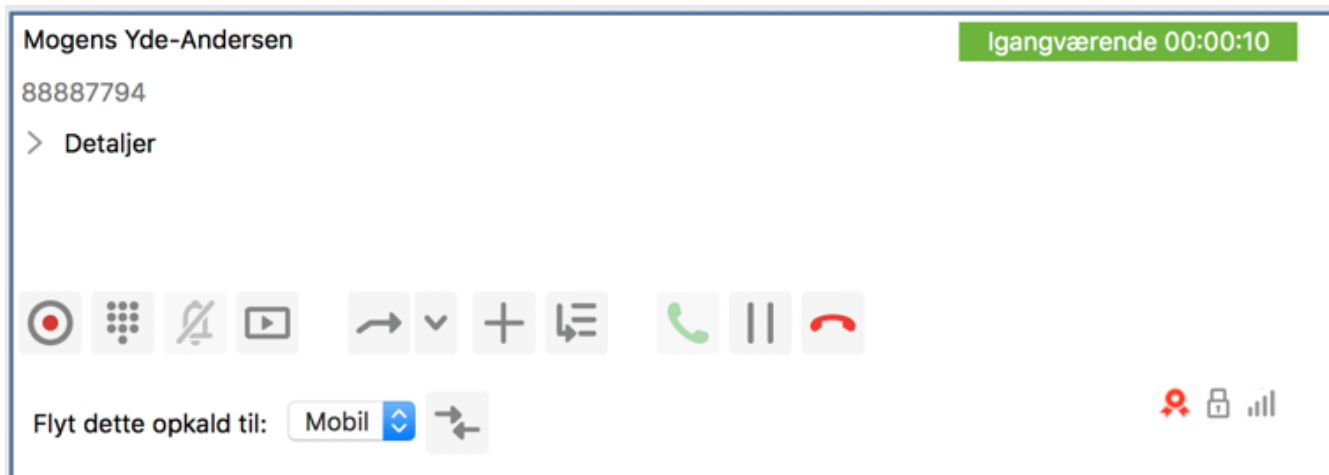 Mogens Yde-Andersen
Igangværende 00:00:10
88887794
Detaljer
Flyt dette opkald til: Mobil